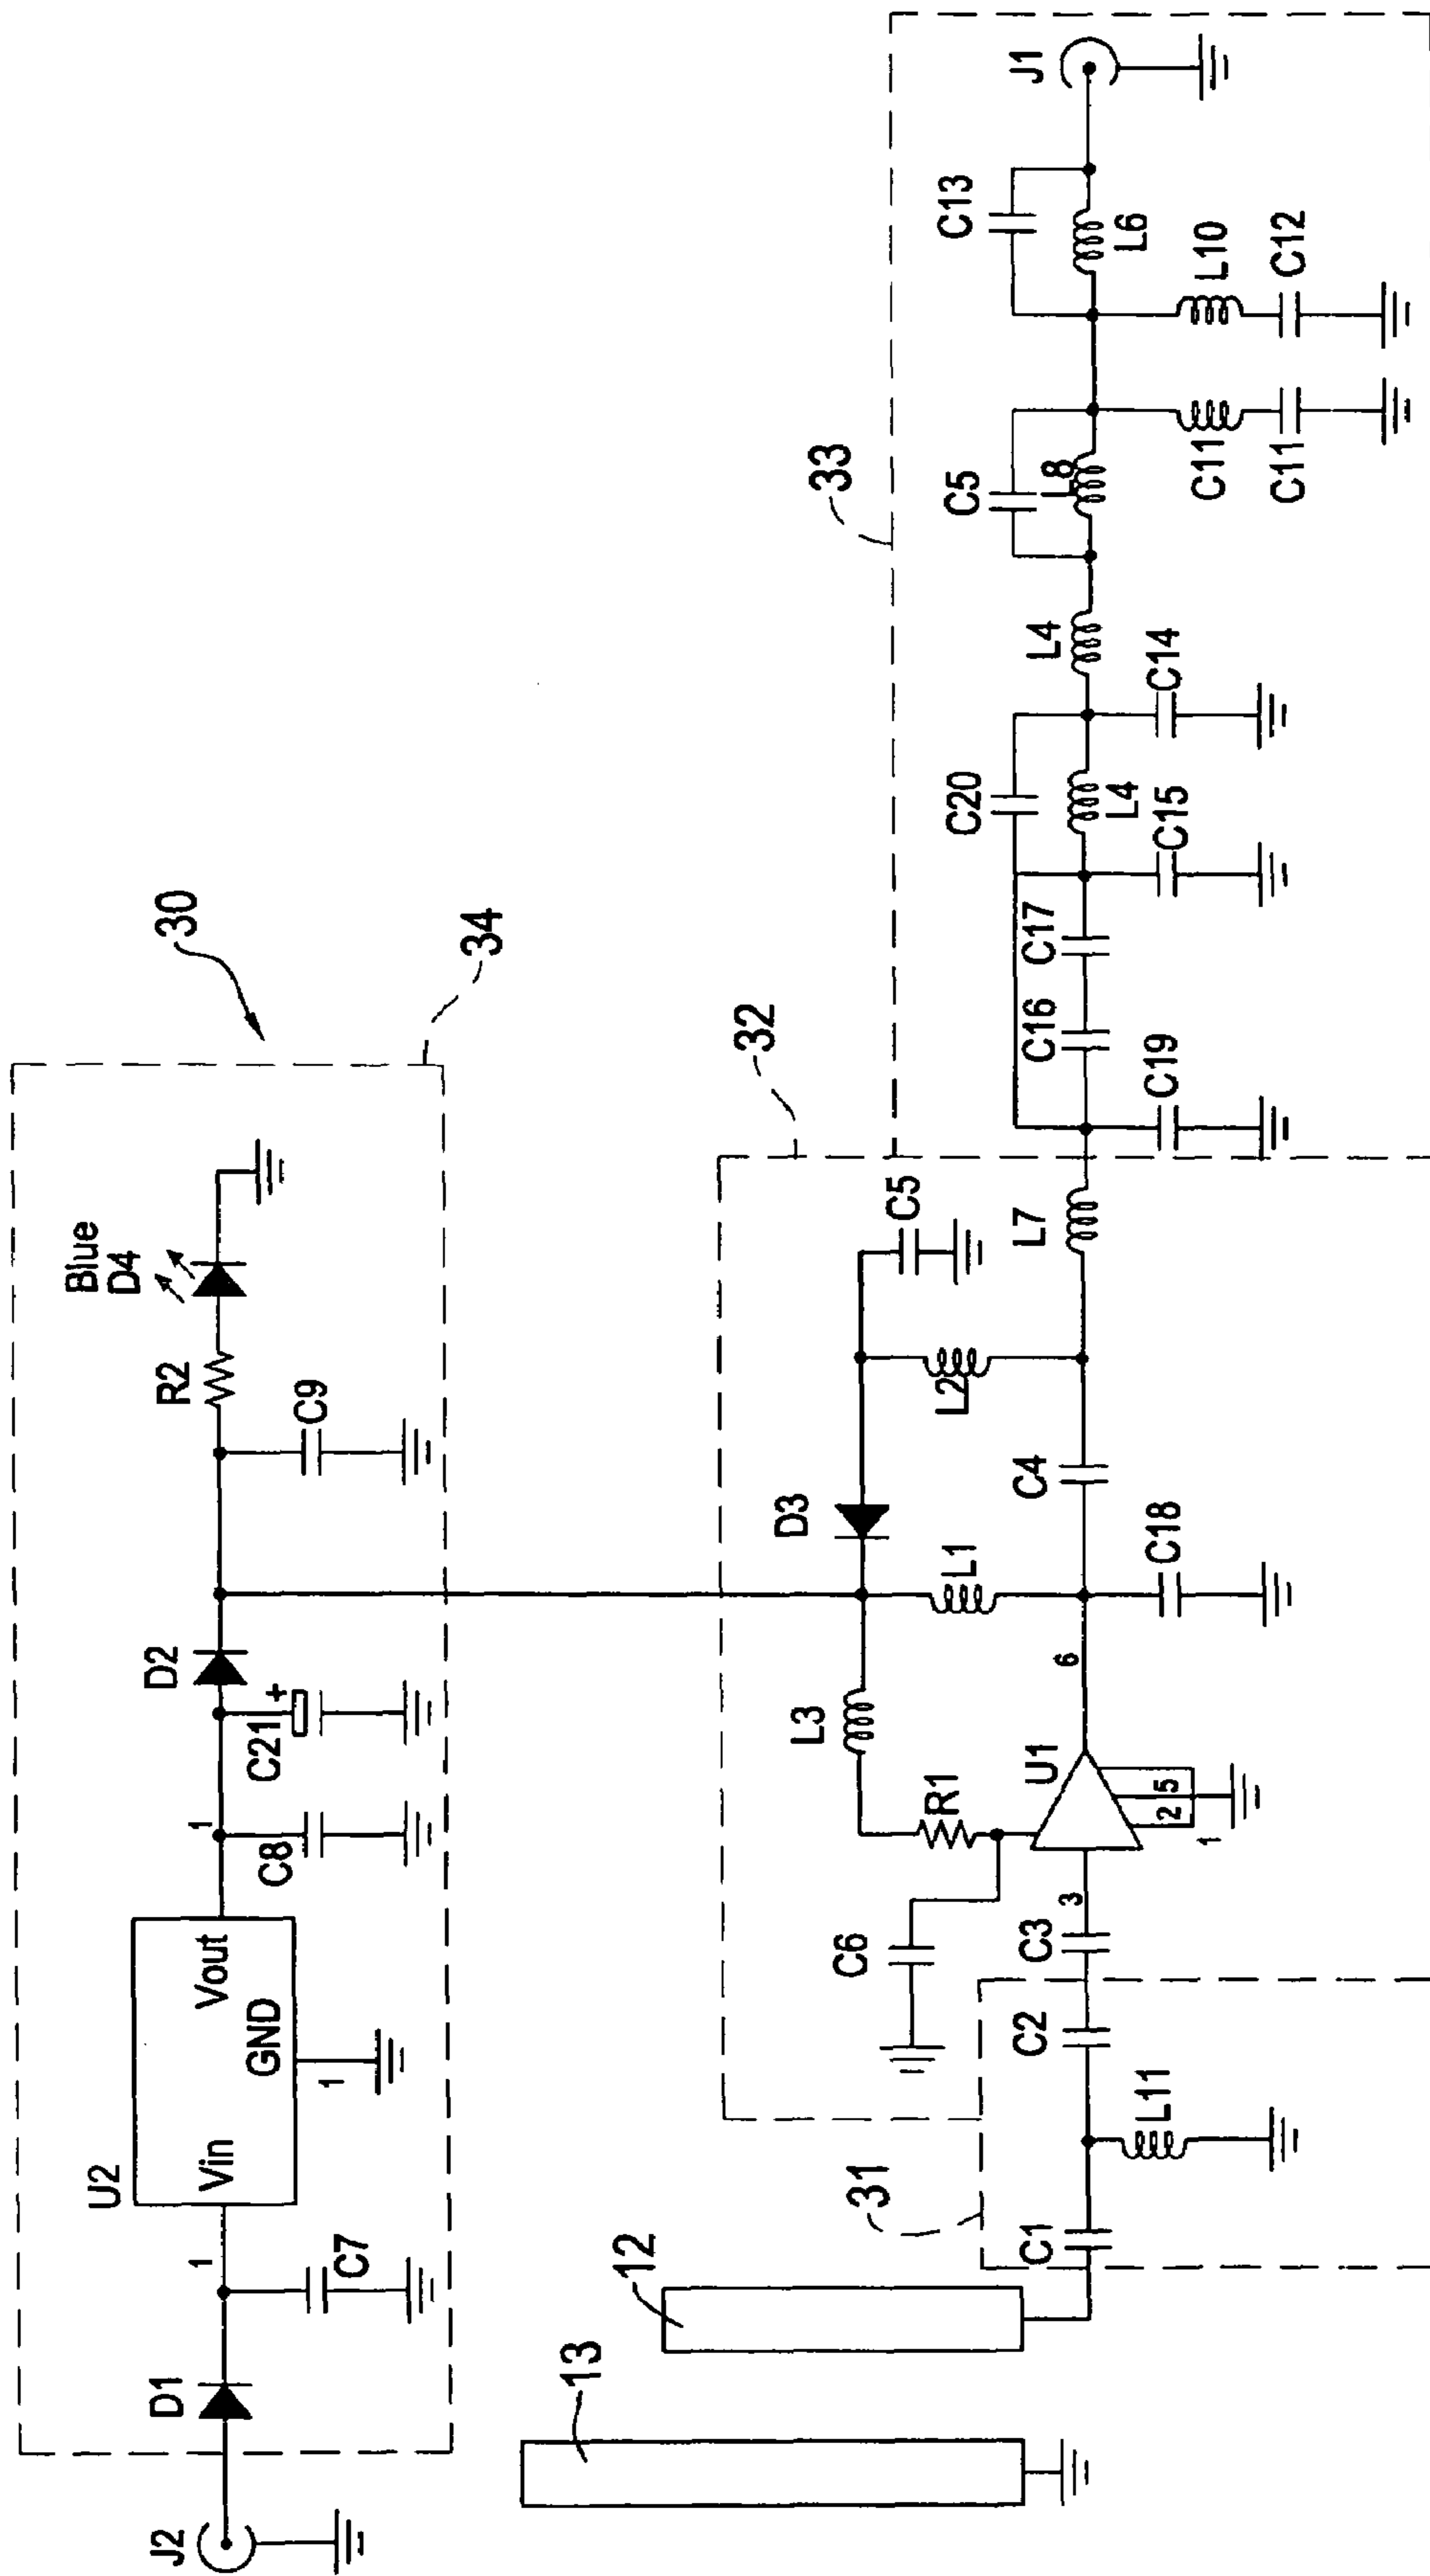 30
34
J2
D1
1
C7
U2
Vin
Vout
GND
1
1
C8
C21
+
D2
C9
R2
Blue
D4
13
12
31
C1
L11
C2
32
C3
3
C6
R1
L3
U1
2
5
1
6
D3
L1
C18
C4
L2
C5
L7
33
C19
C16
C17
C15
C20
L4
C14
L4
C5
L8
C11
C11
L10
C12
C13
L6
J1